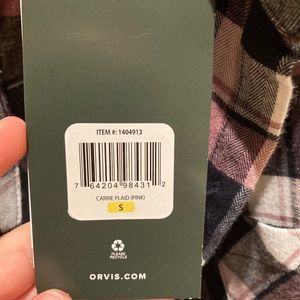 ITEM #: 1404913
7 64204 98431 2
CARRIE PLAID (PINK)
S
PLEASE
RECYCLE
ORVIS.COM